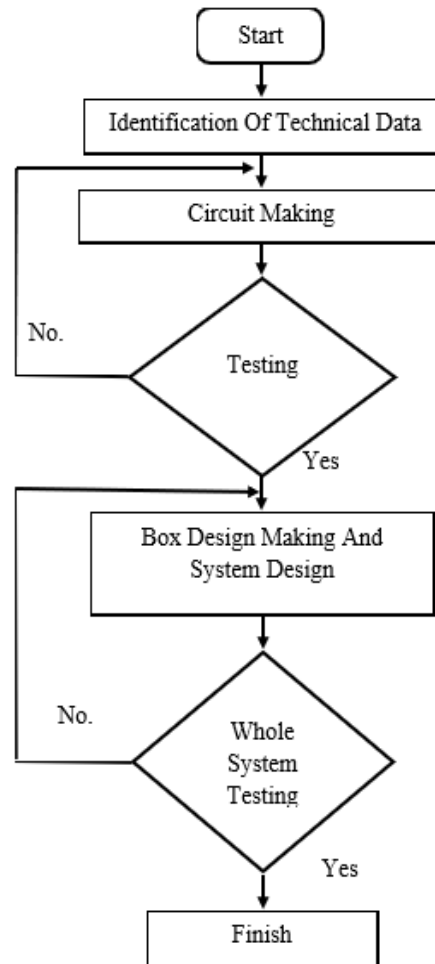 Start
Identification Of Technical Data
Circuit Making
No.
Testing
Yes
Box Design Making And
System Design
No.
Whole
System
Testing
Yes
Finish